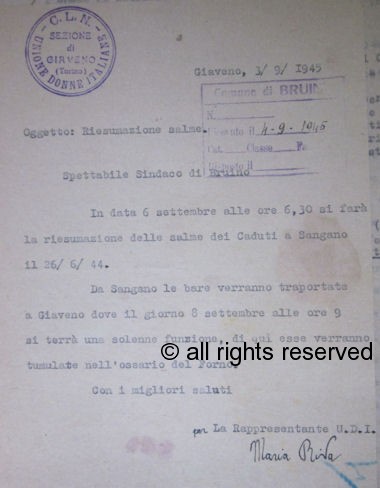 C. L. N.
UNIONE DONNE ITALIANE
SEZIONE
di
GIAVENO
(Torino)
Giaveno, 3/9/1945
Comune di BRUIN
N.
il 4-9-1945
Cat. Classe F.
Risposto il
Oggetto: Riesumazione salme.
Spettabile Sindaco di Bruino
In data 6 settembre alle ore 6,30 si farà
la riesumazione delle salme dei Caduti a Sangano
il 26/6/44.
Da Sangano le bare verranno traportate
a Giaveno dove il giorno 8 settembre alle ore 9
si terrà una solenne funzione, di qui esse verranno
tumulate nell'ossario del Forno.
© all rights reserved
Con i migliori saluti
per La Rappresentante U.D.I.
Maria